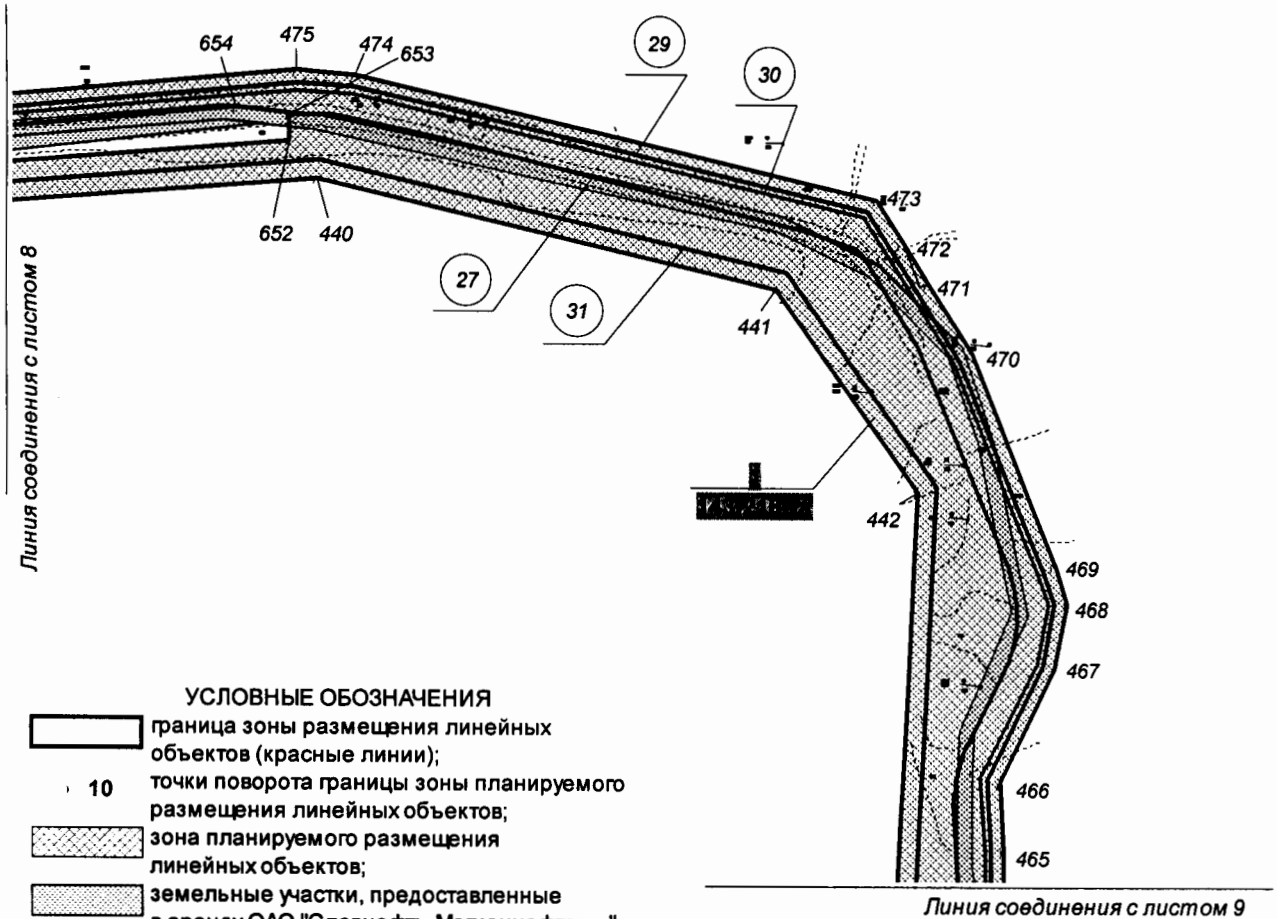 475
474
654
653
29
30
473
472
471
470
652
440
27
31
441
442
469
468
467
466
465
Линия соединения с листом 8
УСЛОВНЫЕ ОБОЗНАЧЕНИЯ
граница зоны размещения линейных
объектов (красные линии);
10 точки поворота границы зоны планируемого
размещения линейных объектов;
зона планируемого размещения
линейных объектов;
земельные участки, предоставленные
Линия соединения с листом 9